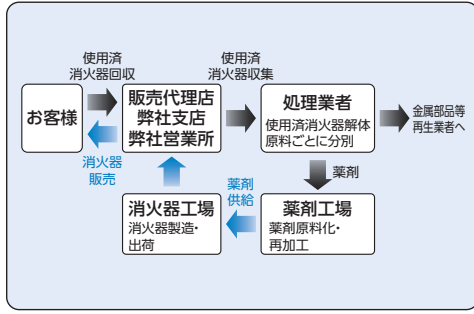 使用済
消火器回収
使用済
消火器収集
お客様
販売代理店
弊社支店
弊社営業所
処理業者
使用済消火器解体
原料ごとに分別
金属部品等
再生業者へ
消火器
販売
薬剤
供給
薬剤
消火器工場
消火器製造・
出荷
薬剤工場
薬剤原料化・
再加工